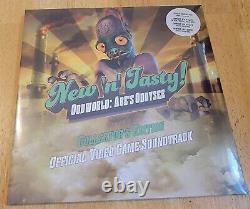 New 'n' Tasty!
Oddworld: Abe's Oddysee
Collector's Edition
Official Video Game Soundtrack